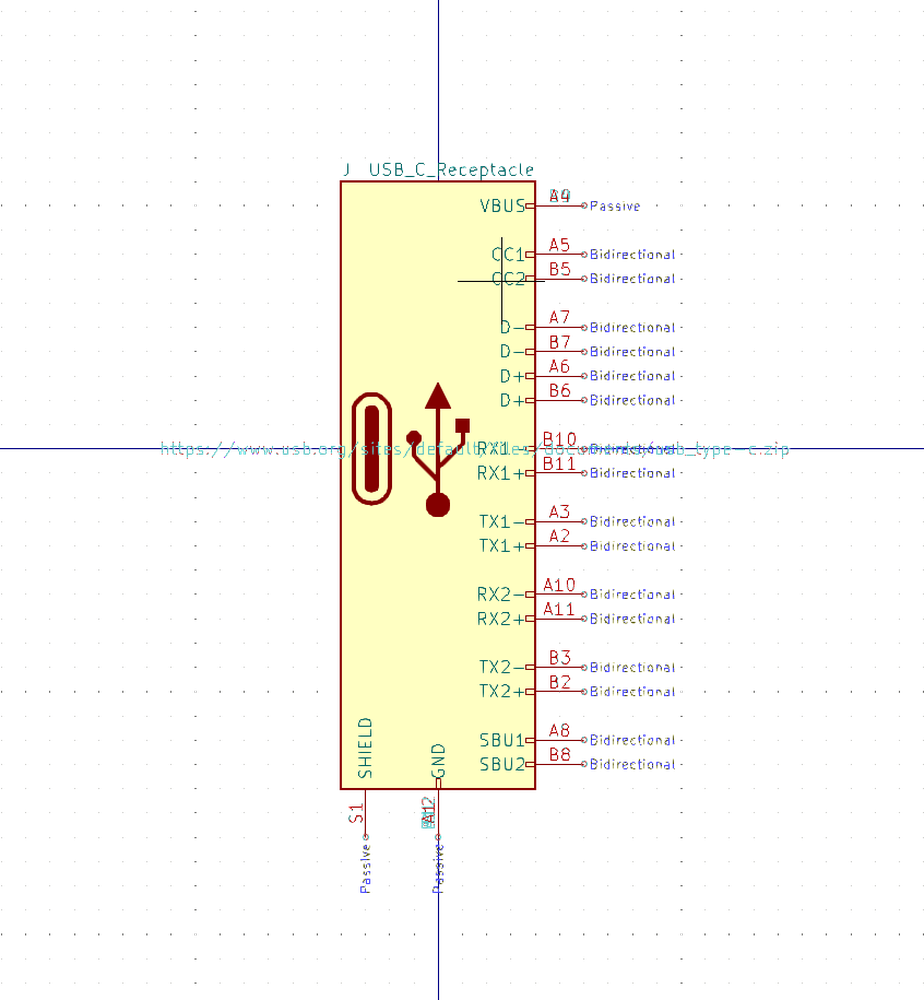 J USB_C_Receptacle
VBUS A4 Passive
CC1 A5 Bidirectional
CC2 B5 Bidirectional
D- A7 Bidirectional
D- B7 Bidirectional
D+ A6 Bidirectional
D+ B6 Bidirectional
https://www.usb.org/sites/default/files/documents/usb_type-c.zip
RX1- B10 Bidirectional
RX1+ B11 Bidirectional
TX1- A3 Bidirectional
TX1+ A2 Bidirectional
RX2- A10 Bidirectional
RX2+ A11 Bidirectional
TX2- B3 Bidirectional
TX2+ B2 Bidirectional
SBU1 A8 Bidirectional
SBU2 B8 Bidirectional
SHIELD S1 Passive
GND Passive